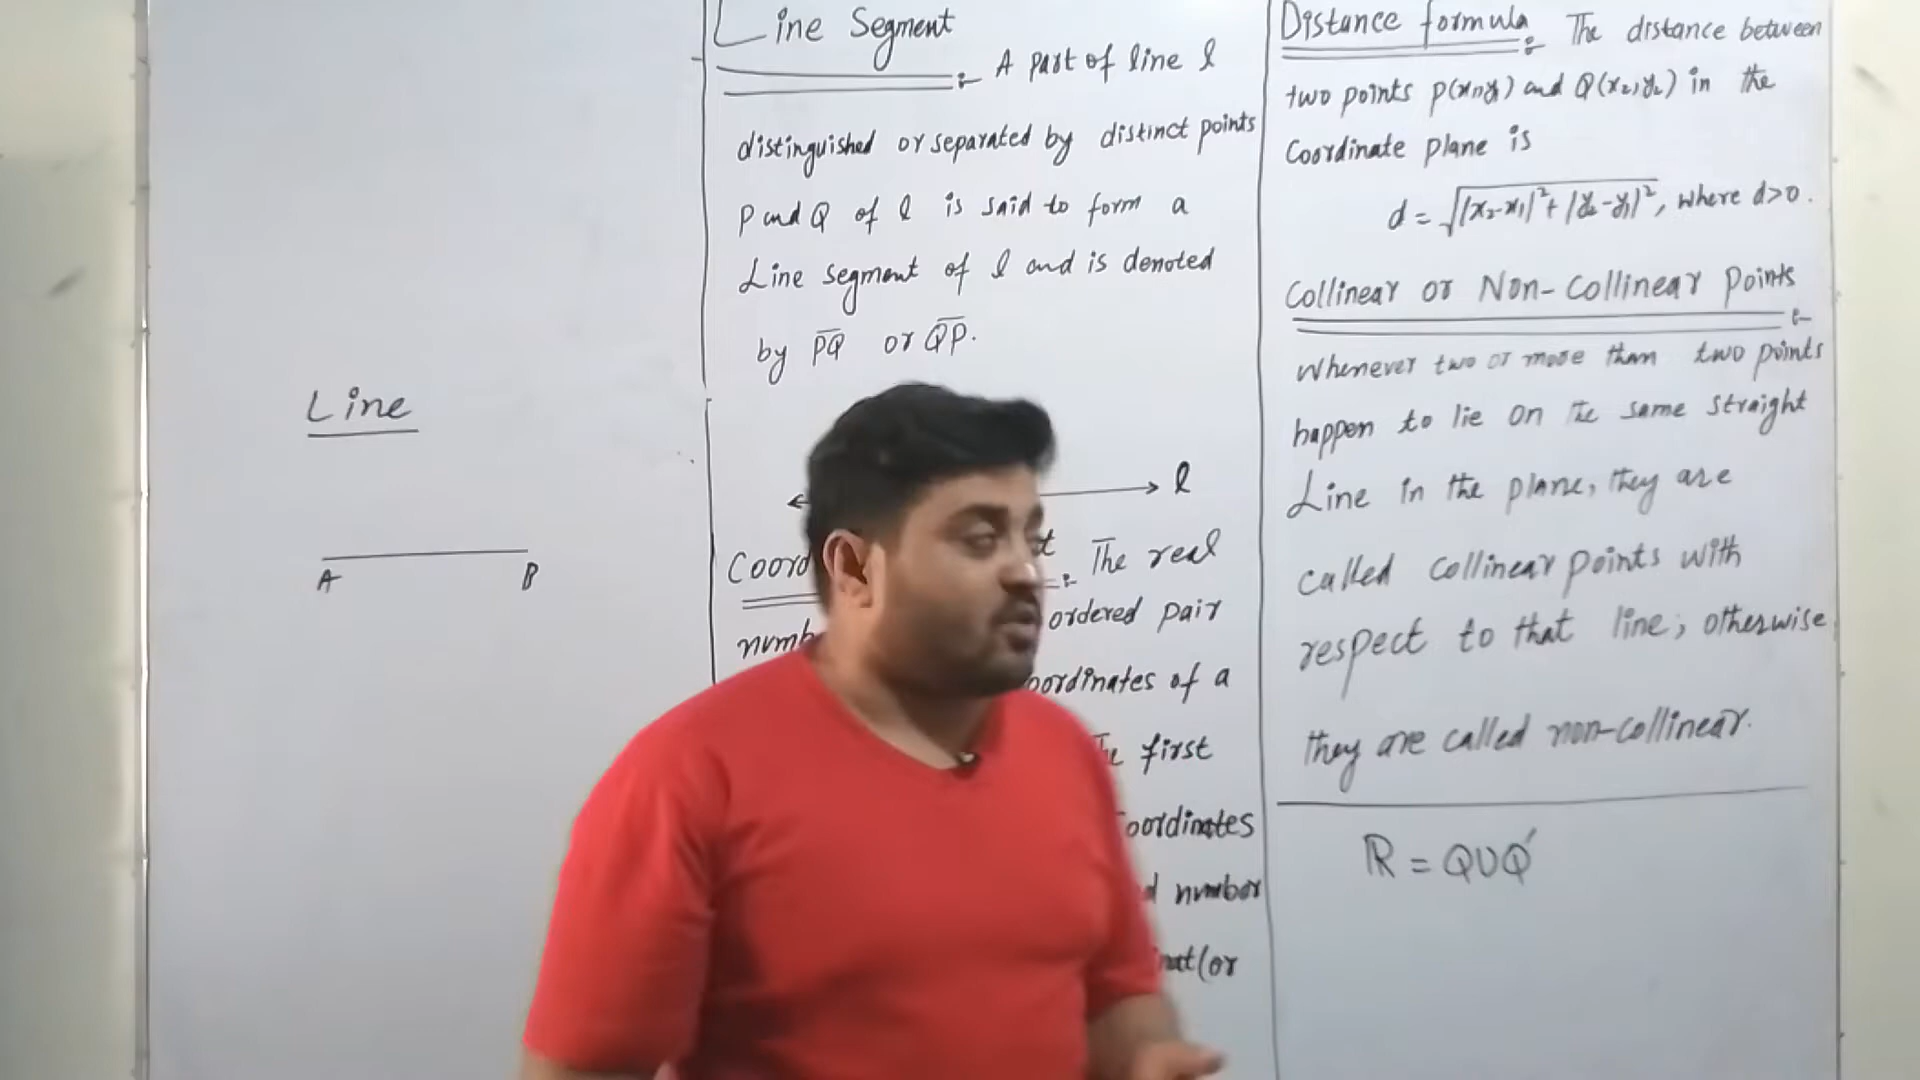 Line
A B
Line Segment :- A part of line l
distinguished or separated by distinct points
P and Q of l is said to form a
Line segment of l and is denoted
by P̅Q̅ or Q̅P̅.
l
The real
ordered pair
coordinates of a
The first
coordinates
number
(or
Distance formula :- The distance between
two points P(x₁,y₁) and Q(x₂,y₂) in the
Coordinate plane is
d = √|x₂-x₁|² + |y₂-y₁|², where d>0.
Collinear or Non-Collinear Points :-
Whenever two or more than two points
happen to lie on the same straight
Line in the plane, they are
called Collinear points with
respect to that line; otherwise
they are called non-collinear.
ℝ = QUQ′